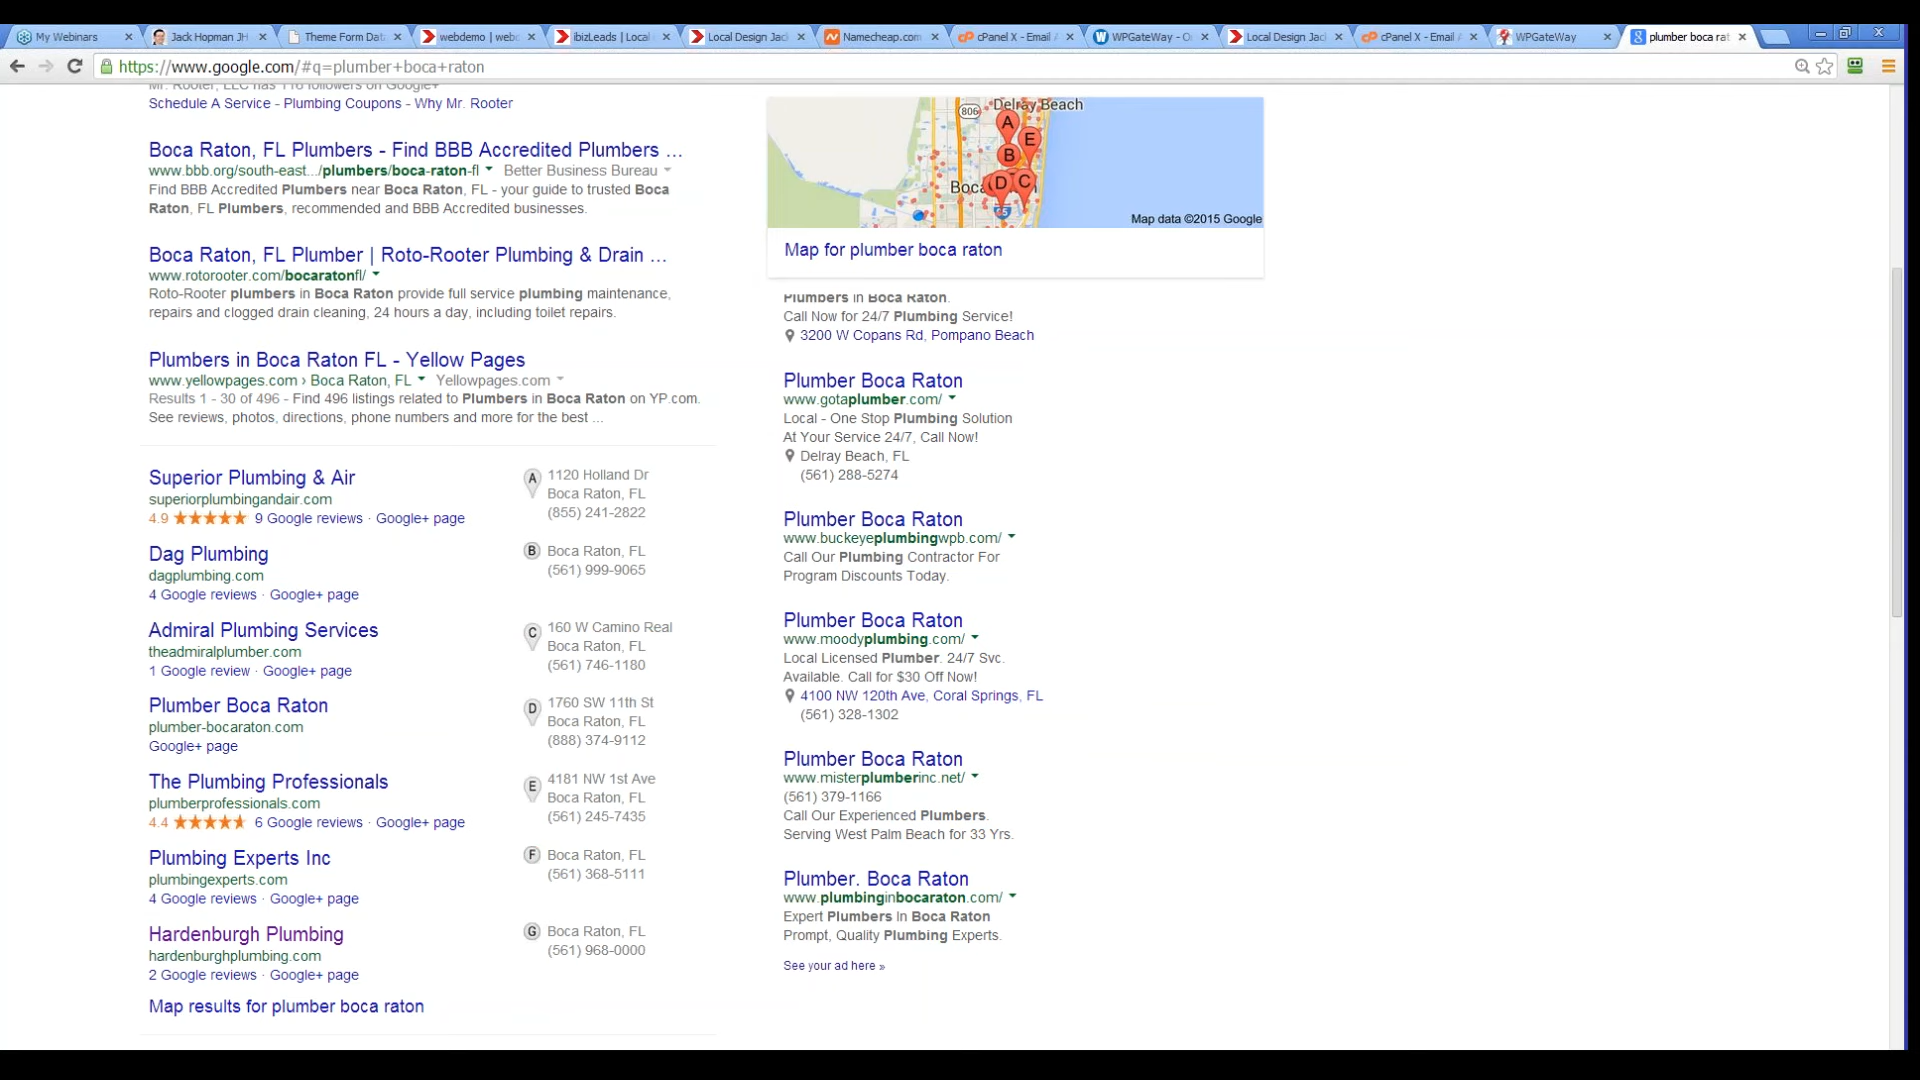 My Webinars
Jack Hopman JH
Theme Form Data
webdemo | web
ibizLeads | Local
Local Design Jac
Namecheap.com
cPanel X - Email
WPGateWay - O
Local Design Jac
cPanel X - Email
WPGateWay
plumber boca rat
https://www.google.com/#q=plumber+boca+raton
Mr. Rooter, LLC has 116 followers on Google+
Schedule A Service - Plumbing Coupons - Why Mr. Rooter
Boca Raton, FL Plumbers - Find BBB Accredited Plumbers ...
www.bbb.org/south-east.../plumbers/boca-raton-fl Better Business Bureau
Find BBB Accredited Plumbers near Boca Raton, FL - your guide to trusted Boca
Raton, FL Plumbers, recommended and BBB Accredited businesses.
Boca Raton, FL Plumber | Roto-Rooter Plumbing & Drain ...
www.rotorooter.com/bocaratonfl/
Roto-Rooter plumbers in Boca Raton provide full service plumbing maintenance,
repairs and clogged drain cleaning, 24 hours a day, including toilet repairs.
Plumbers in Boca Raton FL - Yellow Pages
www.yellowpages.com › Boca Raton, FL Yellowpages.com
Results 1 - 30 of 496 - Find 496 listings related to Plumbers in Boca Raton on YP.com.
See reviews, photos, directions, phone numbers and more for the best ...
Superior Plumbing & Air
superiorplumbingandair.com
4.9 ★★★★★ 9 Google reviews · Google+ page
A 1120 Holland Dr
Boca Raton, FL
(855) 241-2822
Dag Plumbing
dagplumbing.com
4 Google reviews · Google+ page
B Boca Raton, FL
(561) 999-9065
Admiral Plumbing Services
theadmiralplumber.com
1 Google review · Google+ page
C 160 W Camino Real
Boca Raton, FL
(561) 746-1180
Plumber Boca Raton
plumber-bocaraton.com
Google+ page
D 1760 SW 11th St
Boca Raton, FL
(888) 374-9112
The Plumbing Professionals
plumberprofessionals.com
4.4 ★★★★★ 6 Google reviews · Google+ page
E 4181 NW 1st Ave
Boca Raton, FL
(561) 245-7435
Plumbing Experts Inc
plumbingexperts.com
4 Google reviews · Google+ page
F Boca Raton, FL
(561) 368-5111
Hardenburgh Plumbing
hardenburghplumbing.com
2 Google reviews · Google+ page
G Boca Raton, FL
(561) 968-0000
Map results for plumber boca raton
Delray Beach
806
A
E
B
Boca
D
C
Map data ©2015 Google
Map for plumber boca raton
Plumbers in Boca Raton.
Call Now for 24/7 Plumbing Service!
3200 W Copans Rd, Pompano Beach
Plumber Boca Raton
www.gotaplumber.com/
Local - One Stop Plumbing Solution
At Your Service 24/7, Call Now!
Delray Beach, FL
(561) 288-5274
Plumber Boca Raton
www.buckeyeplumbingwpb.com/
Call Our Plumbing Contractor For
Program Discounts Today.
Plumber Boca Raton
www.moodyplumbing.com/
Local Licensed Plumber. 24/7 Svc.
Available. Call for $30 Off Now!
4100 NW 120th Ave, Coral Springs, FL
(561) 328-1302
Plumber Boca Raton
www.misterplumberinc.net/
(561) 379-1166
Call Our Experienced Plumbers.
Serving West Palm Beach for 33 Yrs.
Plumber. Boca Raton
www.plumbinginbocaraton.com/
Expert Plumbers In Boca Raton
Prompt, Quality Plumbing Experts.
See your ad here »